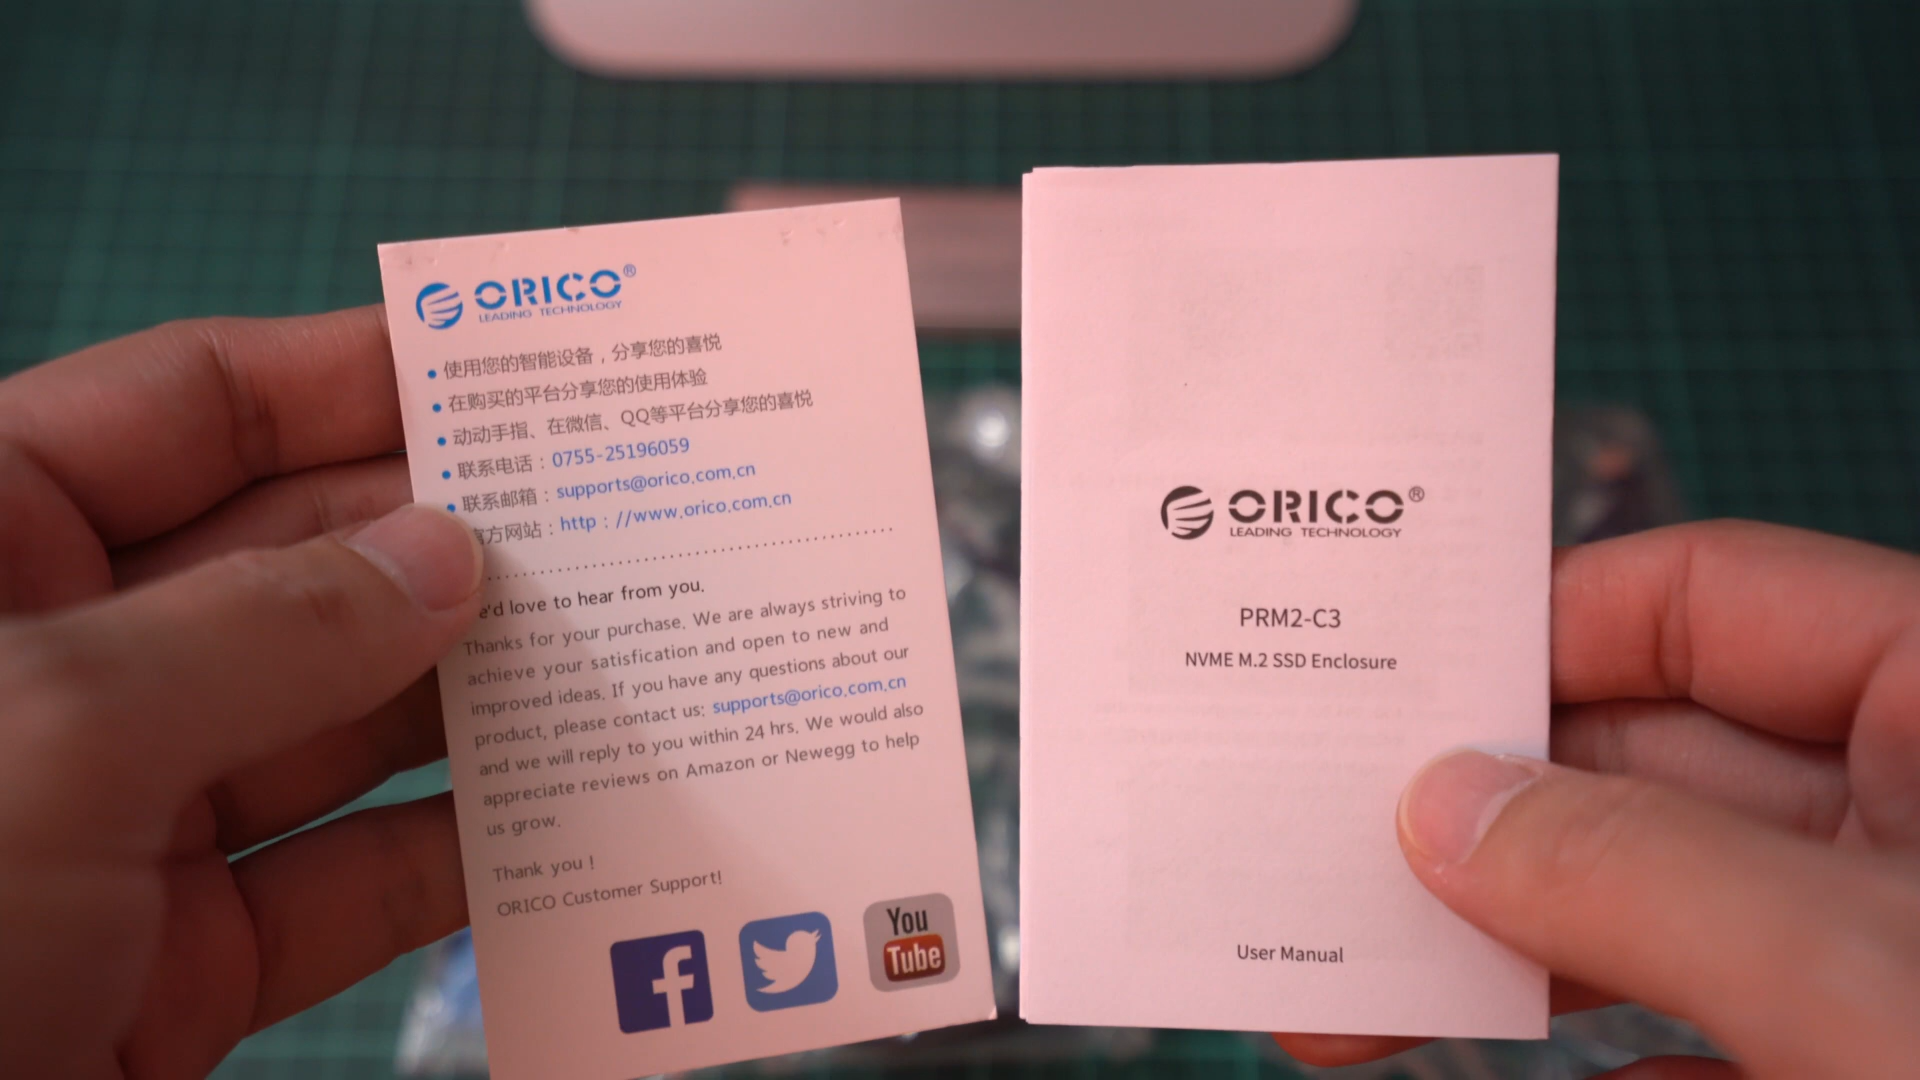 ORICO®
LEADING TECHNOLOGY
使用您的智能设备，分享您的喜悦
在购买的平台分享您的使用体验
动动手指、在微信、QQ等平台分享您的喜悦
联系电话：0755-25196059
联系邮箱：supports@orico.com.cn
官方网站：http：//www.orico.com.cn
e'd love to hear from you.
Thanks for your purchase. We are always striving to
achieve your satisfication and open to new and
improved ideas. If you have any questions about our
product, please contact us: supports@orico.com.cn
and we will reply to you within 24 hrs. We would also
appreciate reviews on Amazon or Newegg to help
us grow.
Thank you !
ORICO Customer Support!
f
You
Tube
ORICO®
LEADING TECHNOLOGY
PRM2-C3
NVME M.2 SSD Enclosure
User Manual